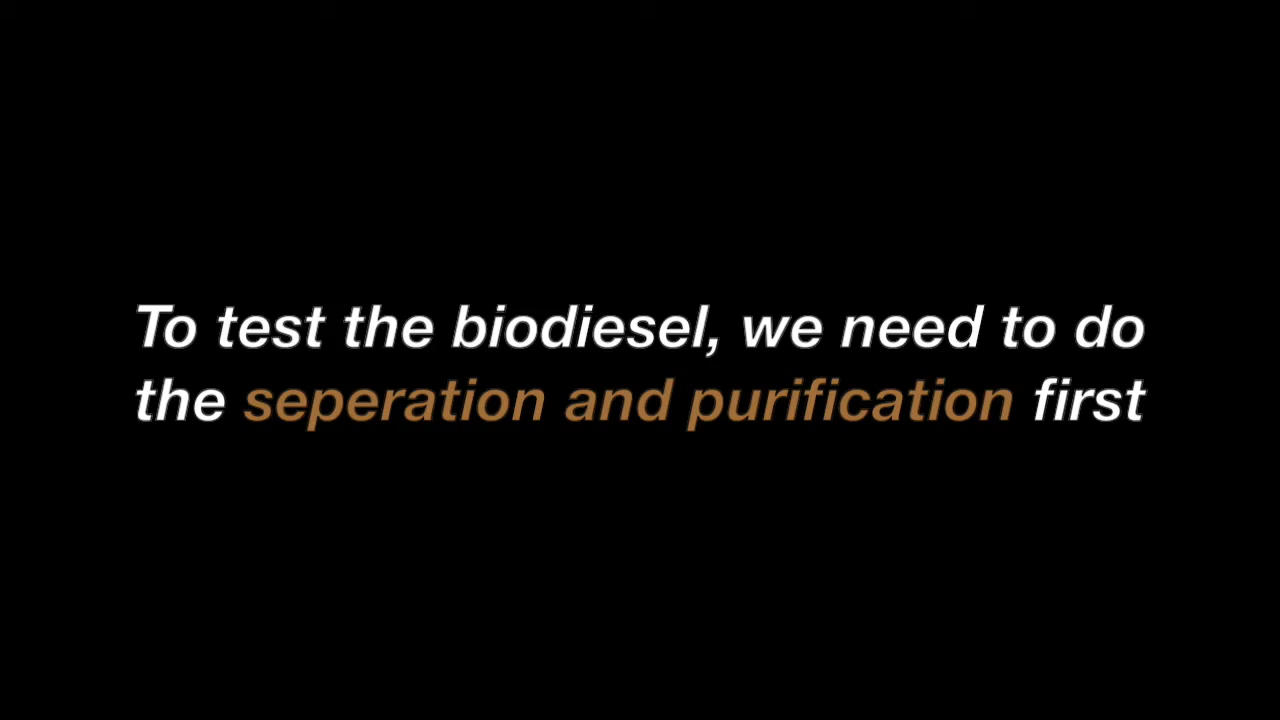 To test the biodiesel, we need to do
the seperation and purification first